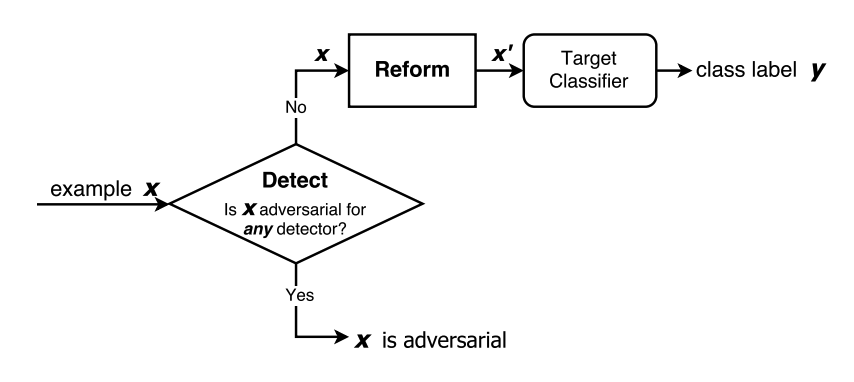 x
Reform
x'
Target
Classifier
class label y
No
example x
Detect
Is x adversarial for
any detector?
Yes
x is adversarial